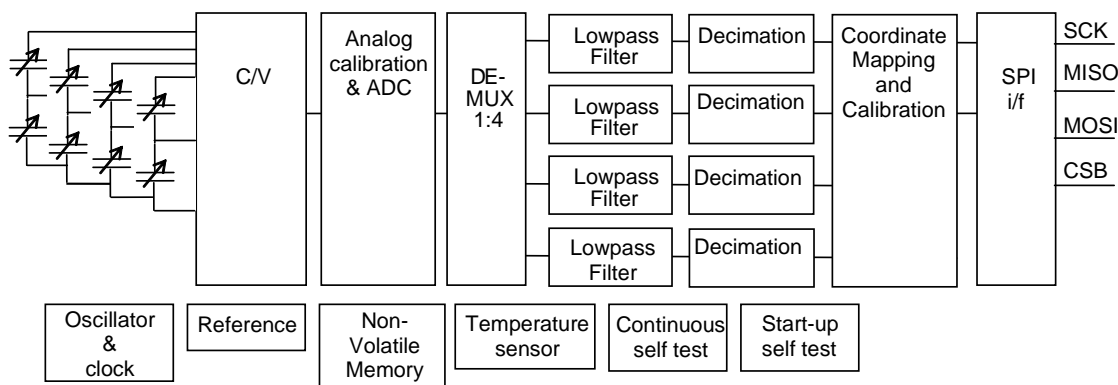 C/V
Analog
calibration
& ADC
DE-
MUX
1:4
Lowpass
Filter
Decimation
Lowpass
Filter
Decimation
Lowpass
Filter
Decimation
Lowpass
Filter
Decimation
Coordinate
Mapping
and
Calibration
SPI
i/f
SCK
MISO
MOSI
CSB
Oscillator
&
clock
Reference
Non-
Volatile
Memory
Temperature
sensor
Continuous
self test
Start-up
self test